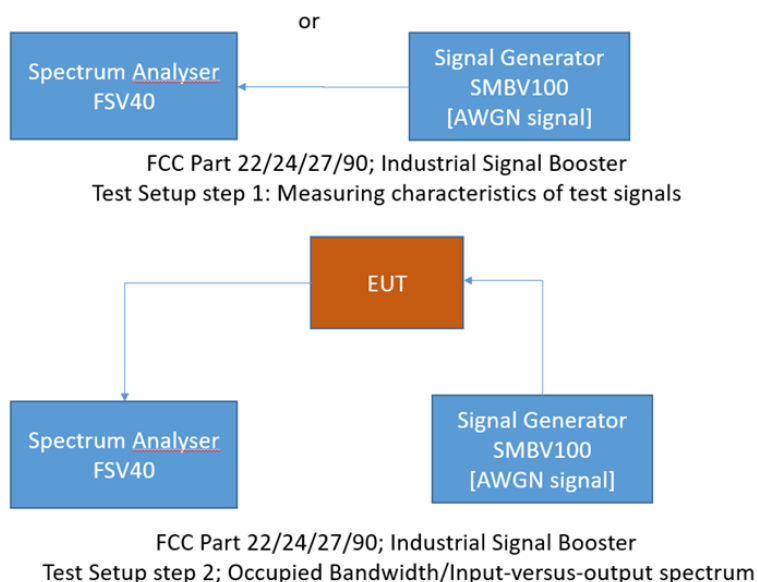 or
Spectrum Analyser
FSV40
Signal Generator
SMBV100
[AWGN signal]
FCC Part 22/24/27/90; Industrial Signal Booster
Test Setup step 1: Measuring characteristics of test signals
EUT
Spectrum Analyser
FSV40
Signal Generator
SMBV100
[AWGN signal]
FCC Part 22/24/27/90; Industrial Signal Booster
Test Setup step 2; Occupied Bandwidth/Input-versus-output spectrum